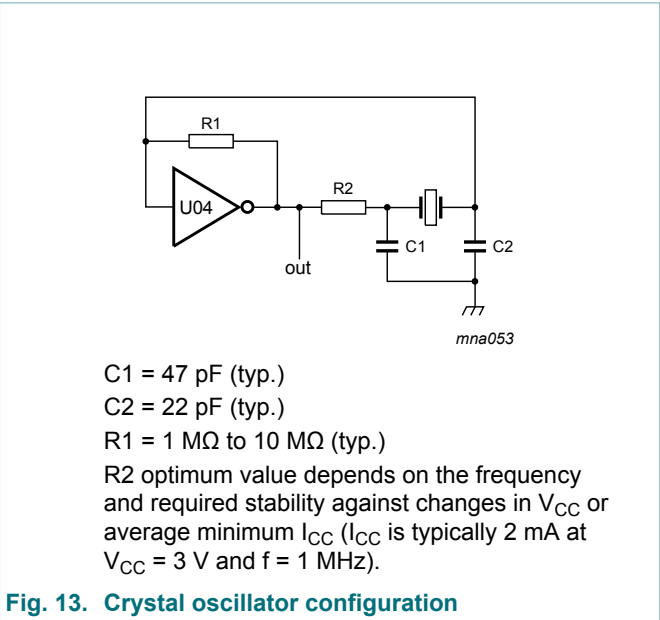 R1
U04
R2
C1
C2
out
mna053
C1 = 47 pF (typ.)
C2 = 22 pF (typ.)
R1 = 1 MΩ to 10 MΩ (typ.)
R2 optimum value depends on the frequency
and required stability against changes in VCC or
average minimum ICC (ICC is typically 2 mA at
VCC = 3 V and f = 1 MHz).
Fig. 13. Crystal oscillator configuration